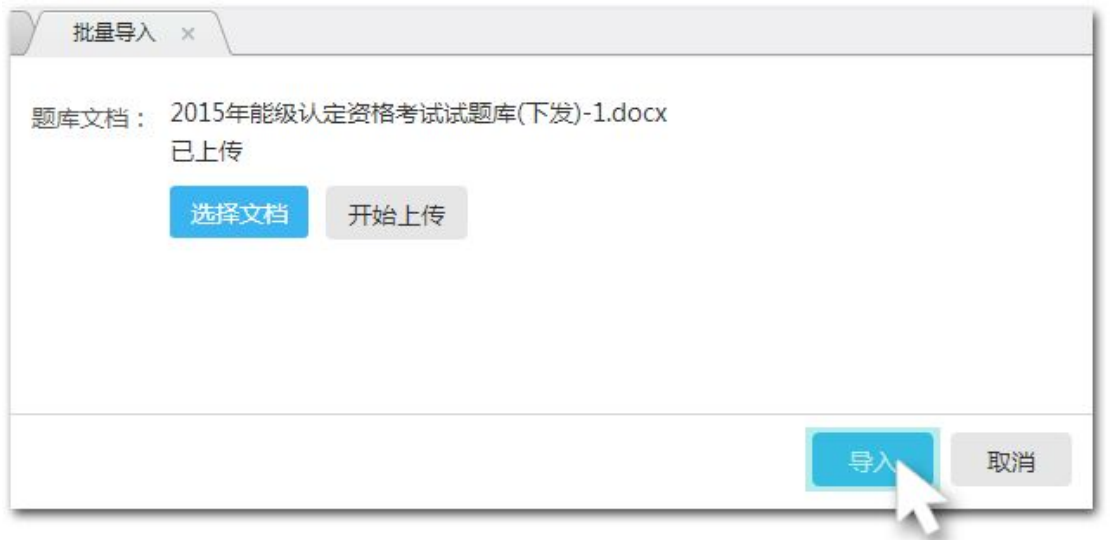 批量导入 ×
题库文档： 2015年能级认定资格考试试题库(下发)-1.docx
已上传
选择文档 开始上传
导入 取消